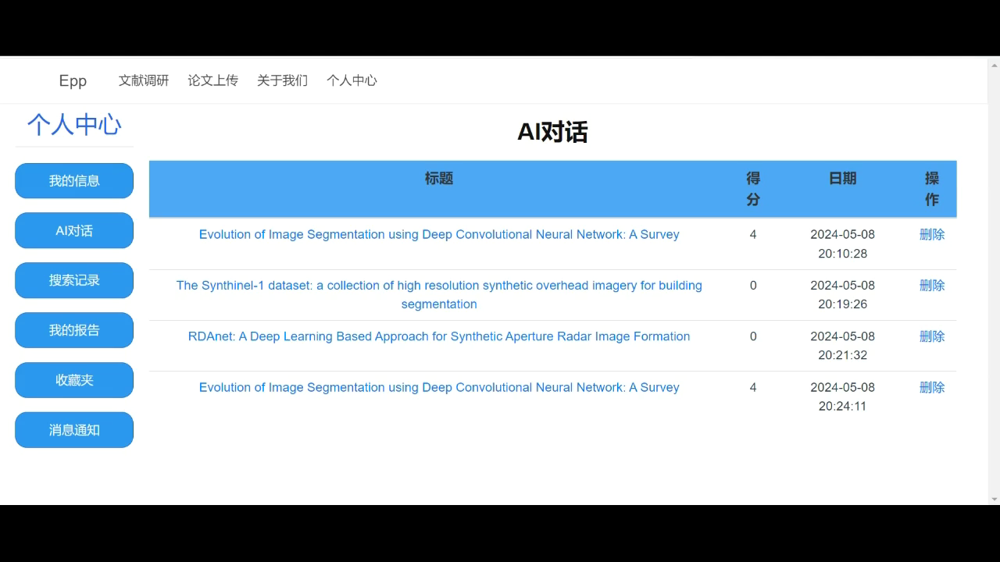 Epp 文献调研 论文上传 关于我们 个人中心
个人中心
我的信息
AI对话
搜索记录
我的报告
收藏夹
消息通知
AI对话
标题 得分 日期 操作
Evolution of Image Segmentation using Deep Convolutional Neural Network: A Survey 4 2024-05-08 删除
20:10:28
The Synthinel-1 dataset: a collection of high resolution synthetic overhead imagery for building 0 2024-05-08 删除
segmentation 20:19:26
RDAnet: A Deep Learning Based Approach for Synthetic Aperture Radar Image Formation 0 2024-05-08 删除
20:21:32
Evolution of Image Segmentation using Deep Convolutional Neural Network: A Survey 4 2024-05-08 删除
20:24:11